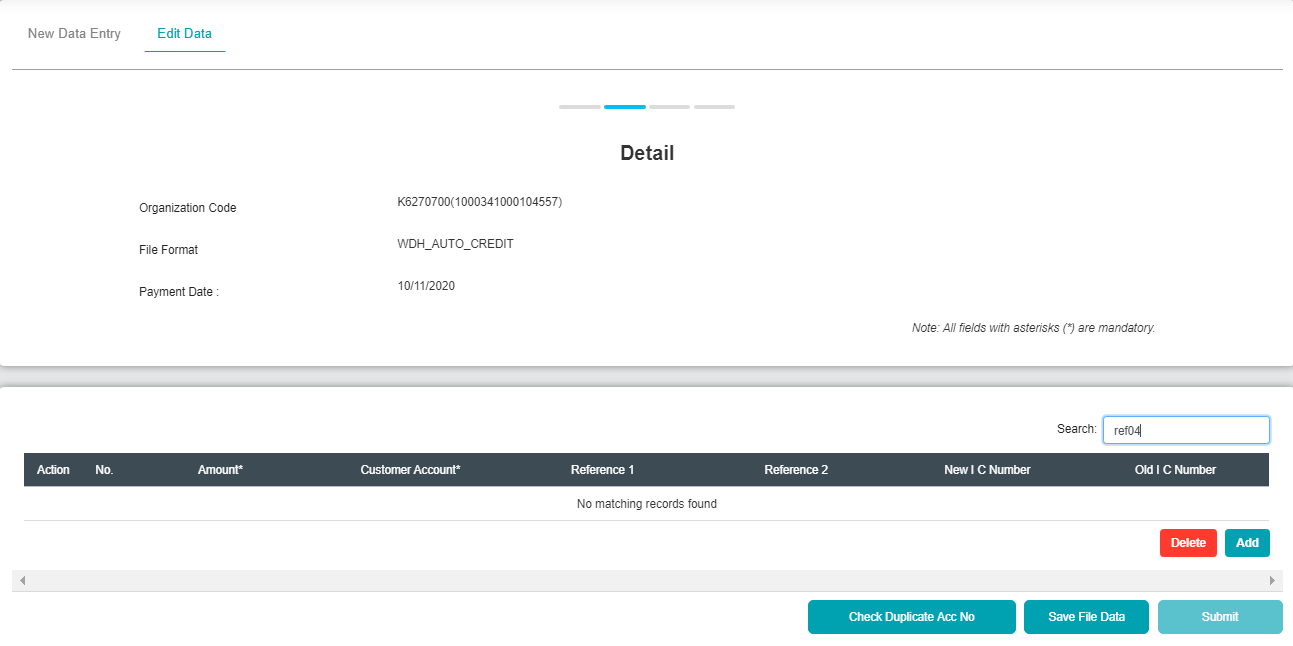 New Data Entry Edit Data
Detail
Organization Code K6270700(1000341000104557)
File Format WDH_AUTO_CREDIT
Payment Date : 10/11/2020
Note: All fields with asterisks (*) are mandatory.
Search: ref04
Action No. Amount* Customer Account* Reference 1 Reference 2 New I C Number Old I C Number
No matching records found
Delete Add
Check Duplicate Acc No Save File Data Submit